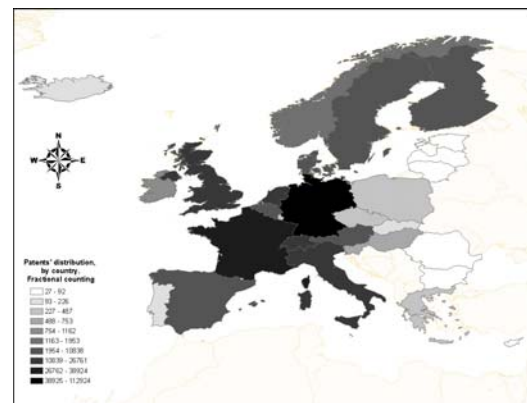 N
W E
S
Patents' distribution,
by country.
Fractional counting
27 - 92
93 - 226
227 - 487
488 - 753
754 - 1162
1163 - 1953
1954 - 10838
10839 - 26761
26762 - 38924
38925 - 112924